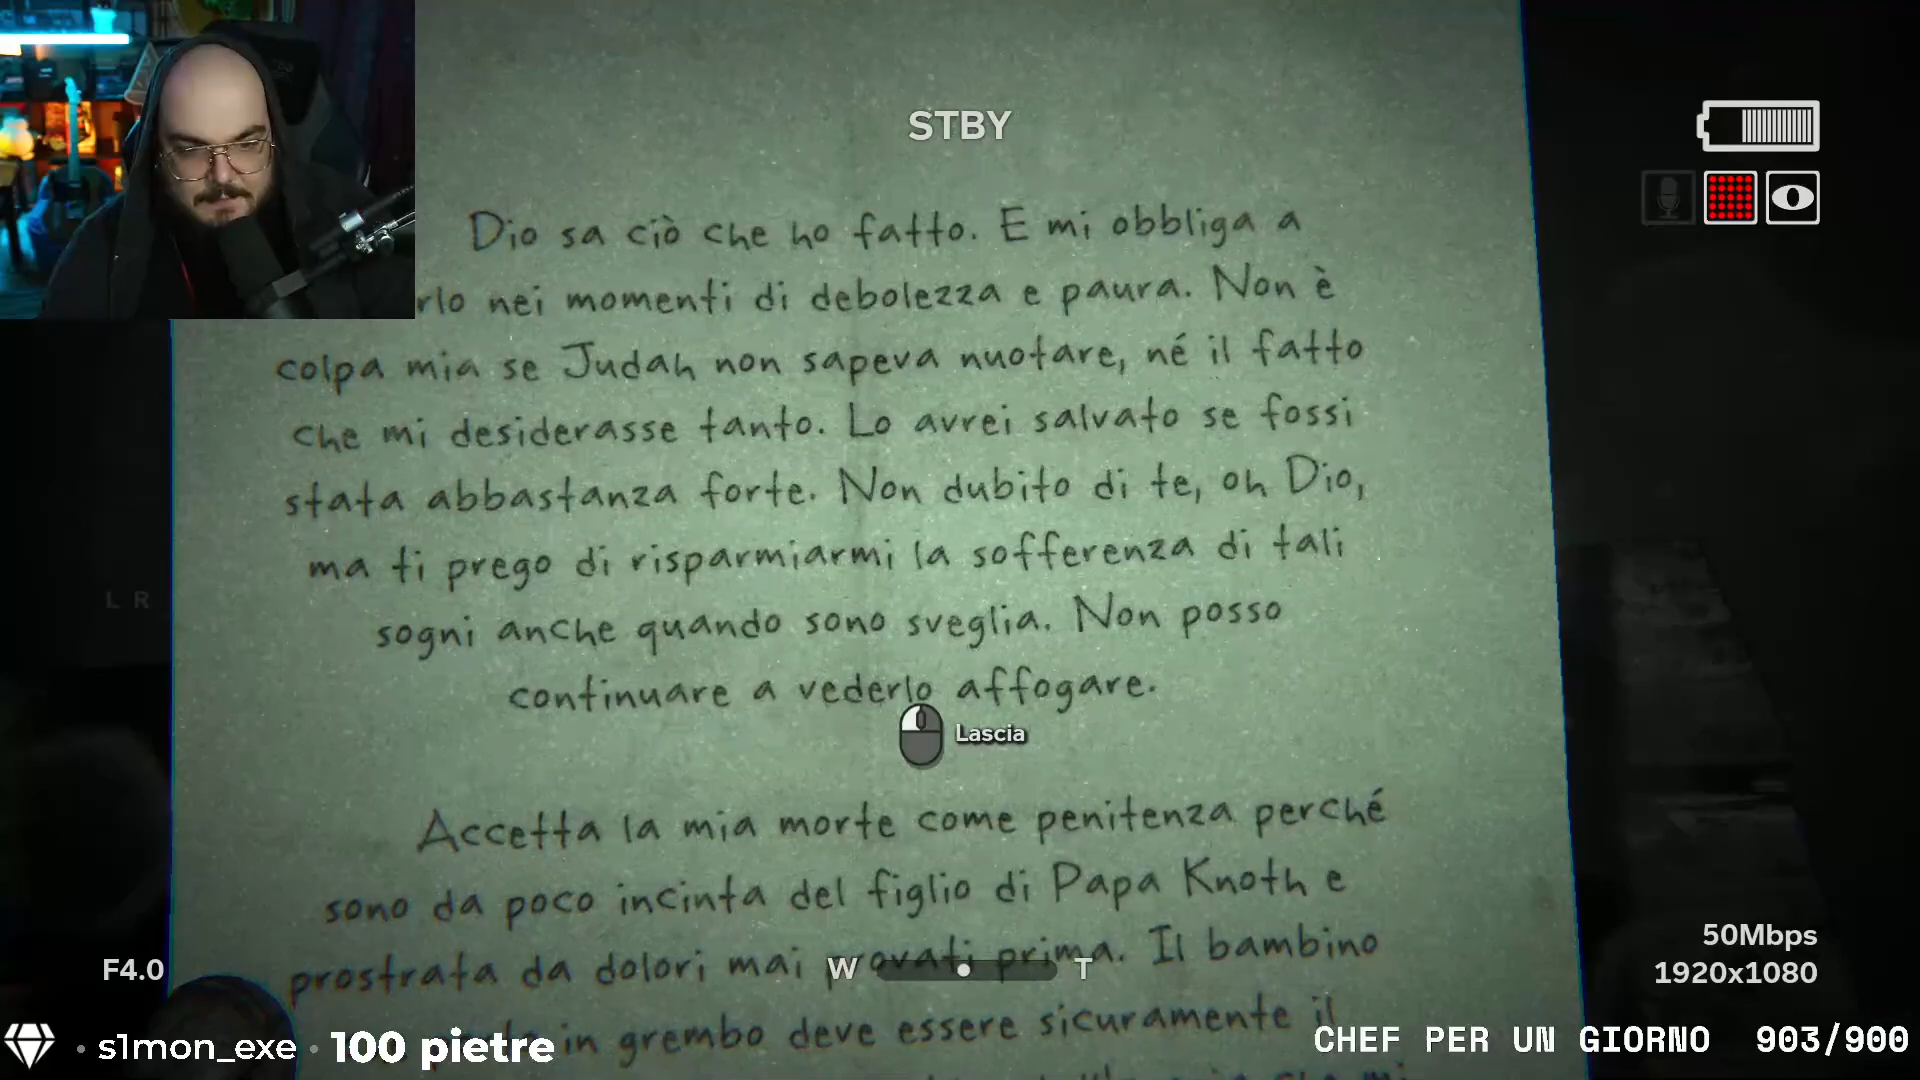 STBY
Dio sa ciò che ho fatto. E mi obbliga a
nei momenti di debolezza e paura. Non è
colpa mia se Judah non sapeva nuotare, né il fatto
che mi desiderasse tanto. Lo avrei salvato se fossi
stata abbastanza forte. Non dubito di te, oh Dio,
ma ti prego di risparmiarmi la sofferenza di tali
sogni anche quando sono sveglia. Non posso
continuare a vederlo affogare.
Lascia
Accetta la mia morte come penitenza perché
sono da poco incinta del figlio di Papa Knoth e
prostrata da dolori mai provati prima. Il bambino
in grembo deve essere sicuramente il
L R
F4.0
W T
50Mbps
1920x1080
• s1mon_exe • 100 pietre
CHEF PER UN GIORNO 903/900